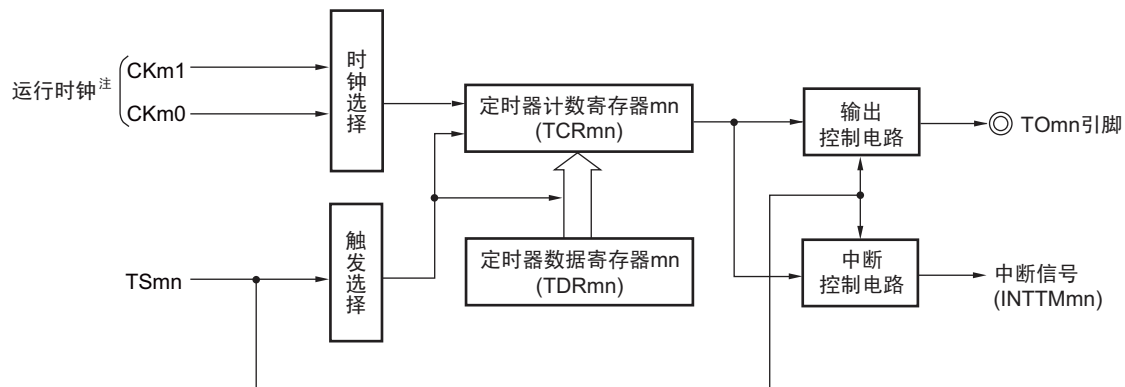 运行时钟注
CKm1
CKm0
时钟选择
定时器计数寄存器mn
(TCRmn)
输出
控制电路
TOmn引脚
TSmn
触发选择
定时器数据寄存器mn
(TDRmn)
中断
控制电路
中断信号
(INTTMmn)